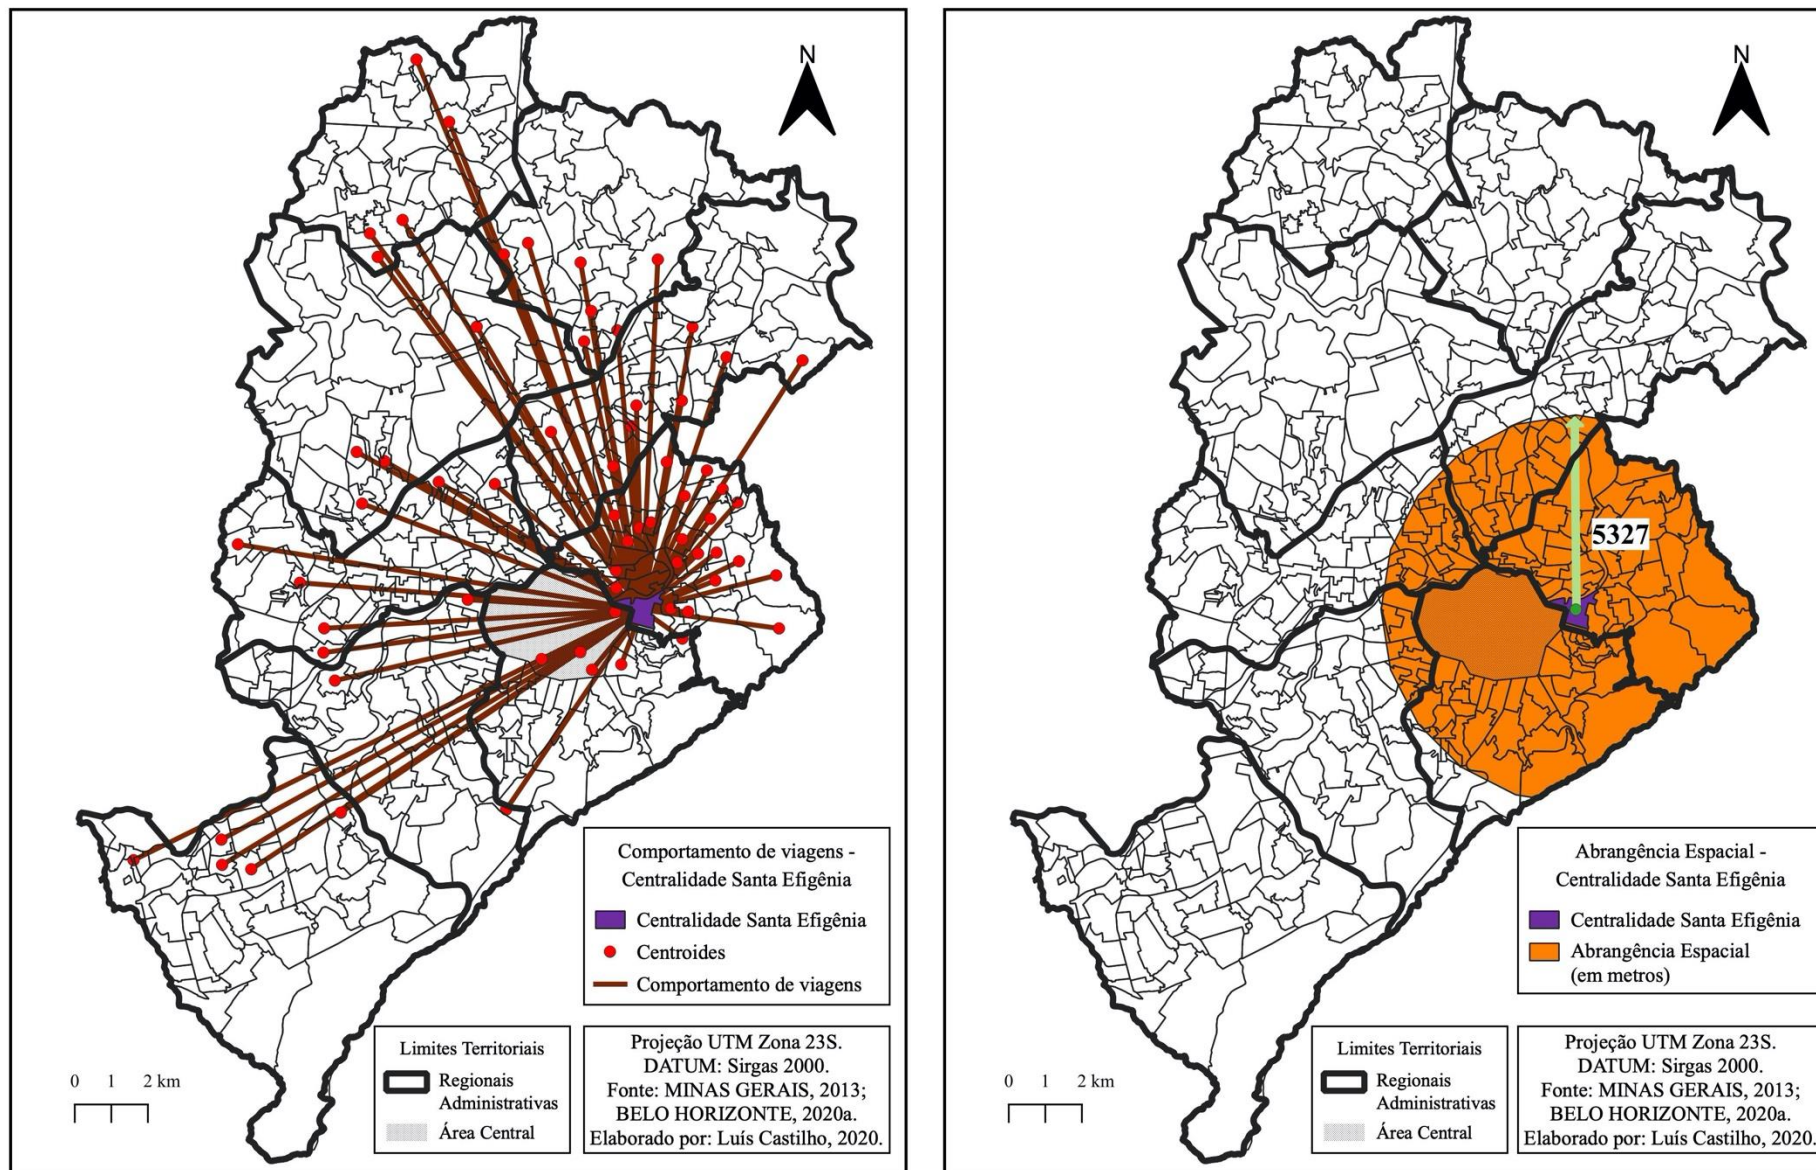 N
Comportamento de viagens -
Centralidade Santa Efigênia
Centralidade Santa Efigênia
Centroides
Comportamento de viagens
Limites Territoriais
Regionais
Administrativas
Área Central
0 1 2 km
Projeção UTM Zona 23S.
DATUM: Sirgas 2000.
Fonte: MINAS GERAIS, 2013;
BELO HORIZONTE, 2020a.
Elaborado por: Luís Castilho, 2020.
N
5327
Abrangência Espacial -
Centralidade Santa Efigênia
Centralidade Santa Efigênia
Abrangência Espacial
(em metros)
Limites Territoriais
Regionais
Administrativas
Área Central
0 1 2 km
Projeção UTM Zona 23S.
DATUM: Sirgas 2000.
Fonte: MINAS GERAIS, 2013;
BELO HORIZONTE, 2020a.
Elaborado por: Luís Castilho, 2020.